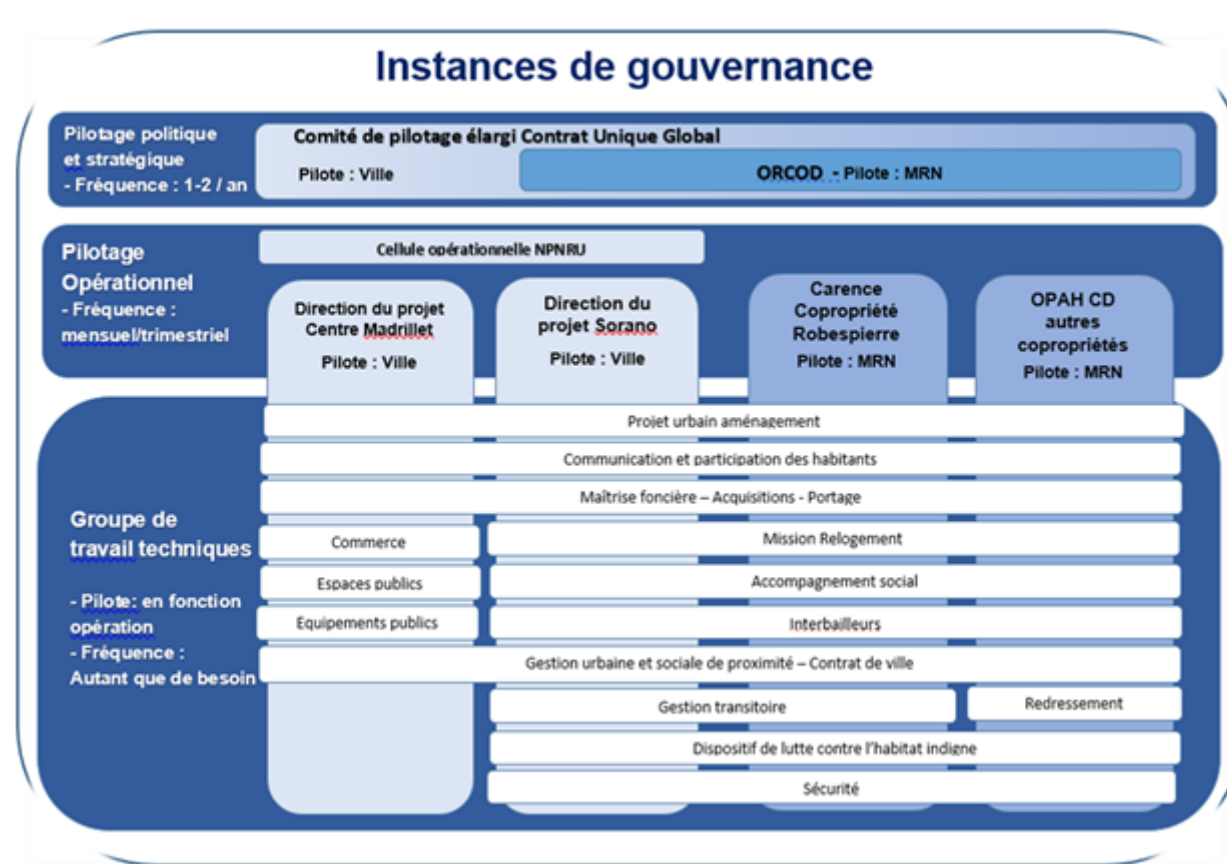 Instances de gouvernance
Pilotage politique
et stratégique
- Fréquence : 1-2 / an
Comité de pilotage élargi Contrat Unique Global
Pilote : Ville
ORCOD - Pilote : MRN
Pilotage
Opérationnel
- Fréquence :
mensuel/trimestriel
Cellule opérationnelle NPNRU
Direction du projet
Centre Madrillet
Pilote : Ville
Direction du
projet Sorano
Pilote : Ville
Carence
Copropriété
Robespierre
Pilote : MRN
OPAH CD
autres
copropriétés
Pilote : MRN
Groupe de
travail techniques
- Pilote: en fonction
opération
- Fréquence :
Autant que de besoin
Projet urbain aménagement
Communication et participation des habitants
Maîtrise foncière – Acquisitions - Portage
Commerce
Mission Relogement
Espaces publics
Accompagnement social
Equipements publics
Interbailleurs
Gestion urbaine et sociale de proximité – Contrat de ville
Gestion transitoire
Redressement
Dispositif de lutte contre l'habitat indigne
Sécurité